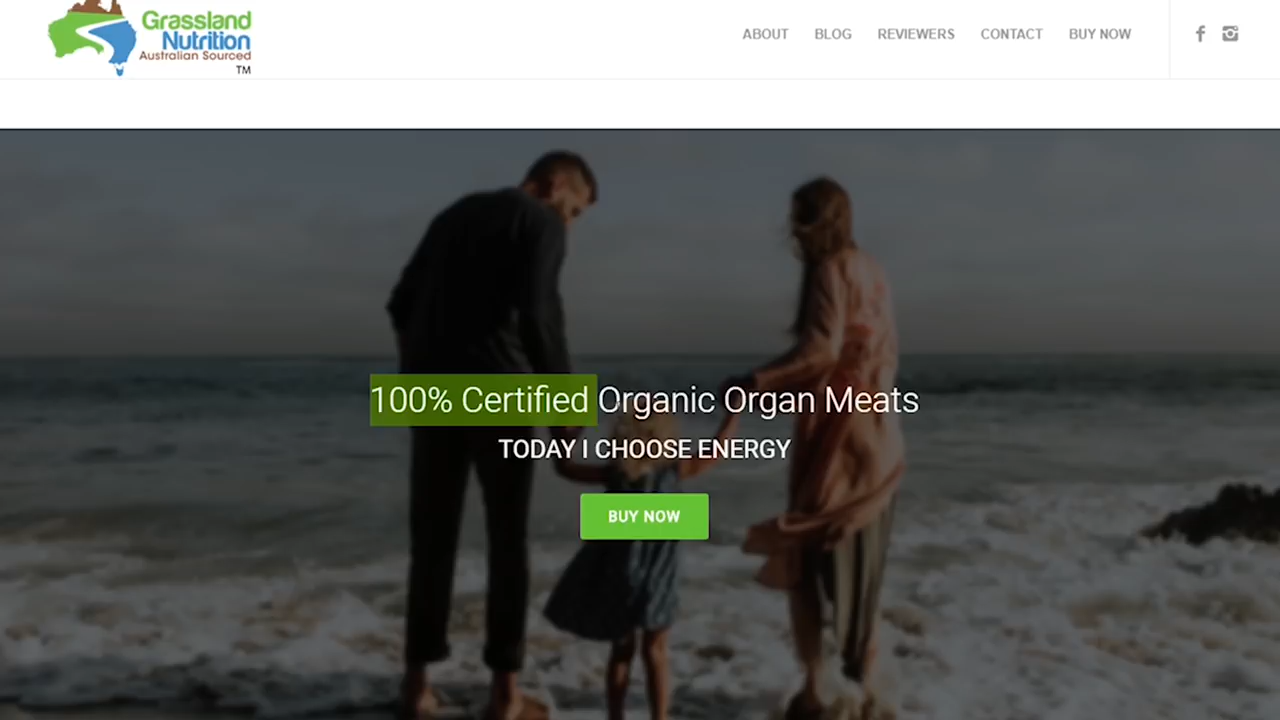 Grassland
Nutrition
Australian Sourced
TM
ABOUT BLOG REVIEWERS CONTACT BUY NOW
100% Certified Organic Organ Meats
TODAY I CHOOSE ENERGY
BUY NOW